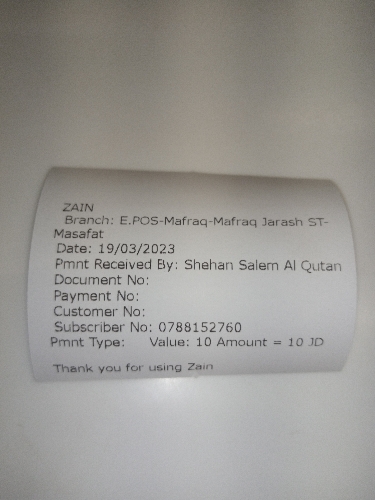 ZAIN
Branch: E.POS-Mafraq-Mafraq Jarash ST-
Masafat
Date: 19/03/2023
Pmnt Received By: Shehan Salem Al Qutan
Document No:
Payment No:
Customer No:
Subscriber No: 0788152760
Pmnt Type: Value: 10 Amount = 10 JD
Thank you for using Zain